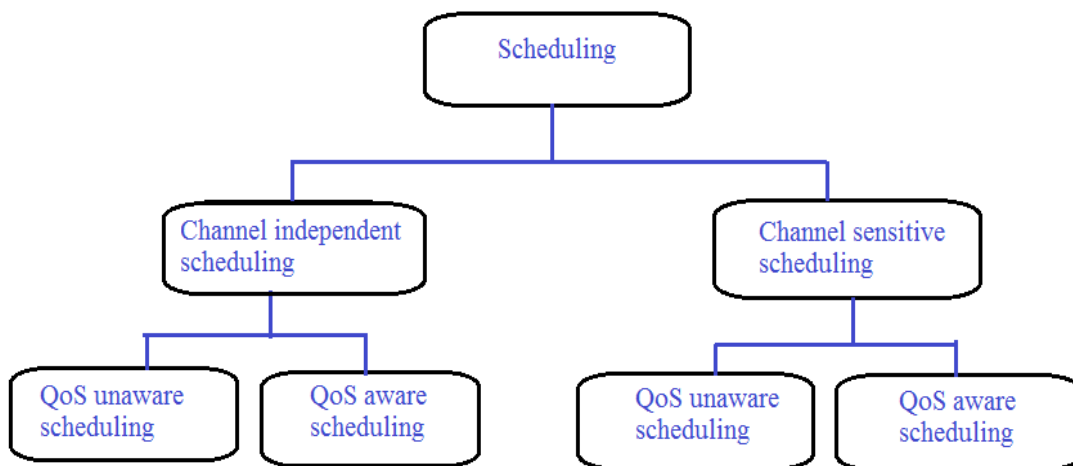 Scheduling
Channel independent
scheduling
Channel sensitive
scheduling
QoS unaware
scheduling
QoS aware
scheduling
QoS unaware
scheduling
QoS aware
scheduling